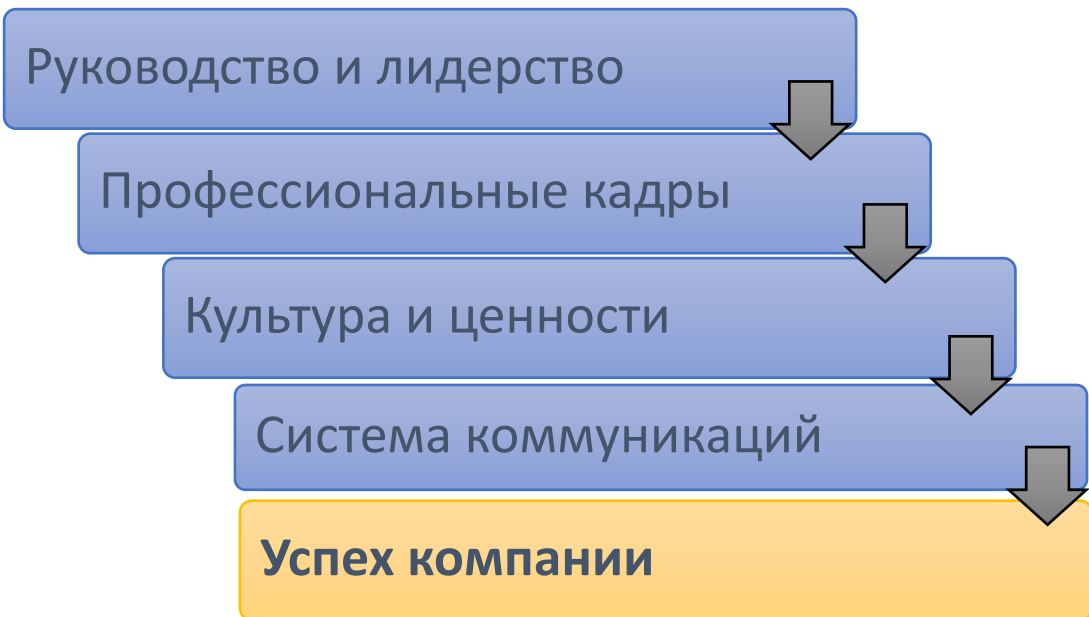 Руководство и лидерство
Профессиональные кадры
Культура и ценности
Система коммуникаций
Успех компании